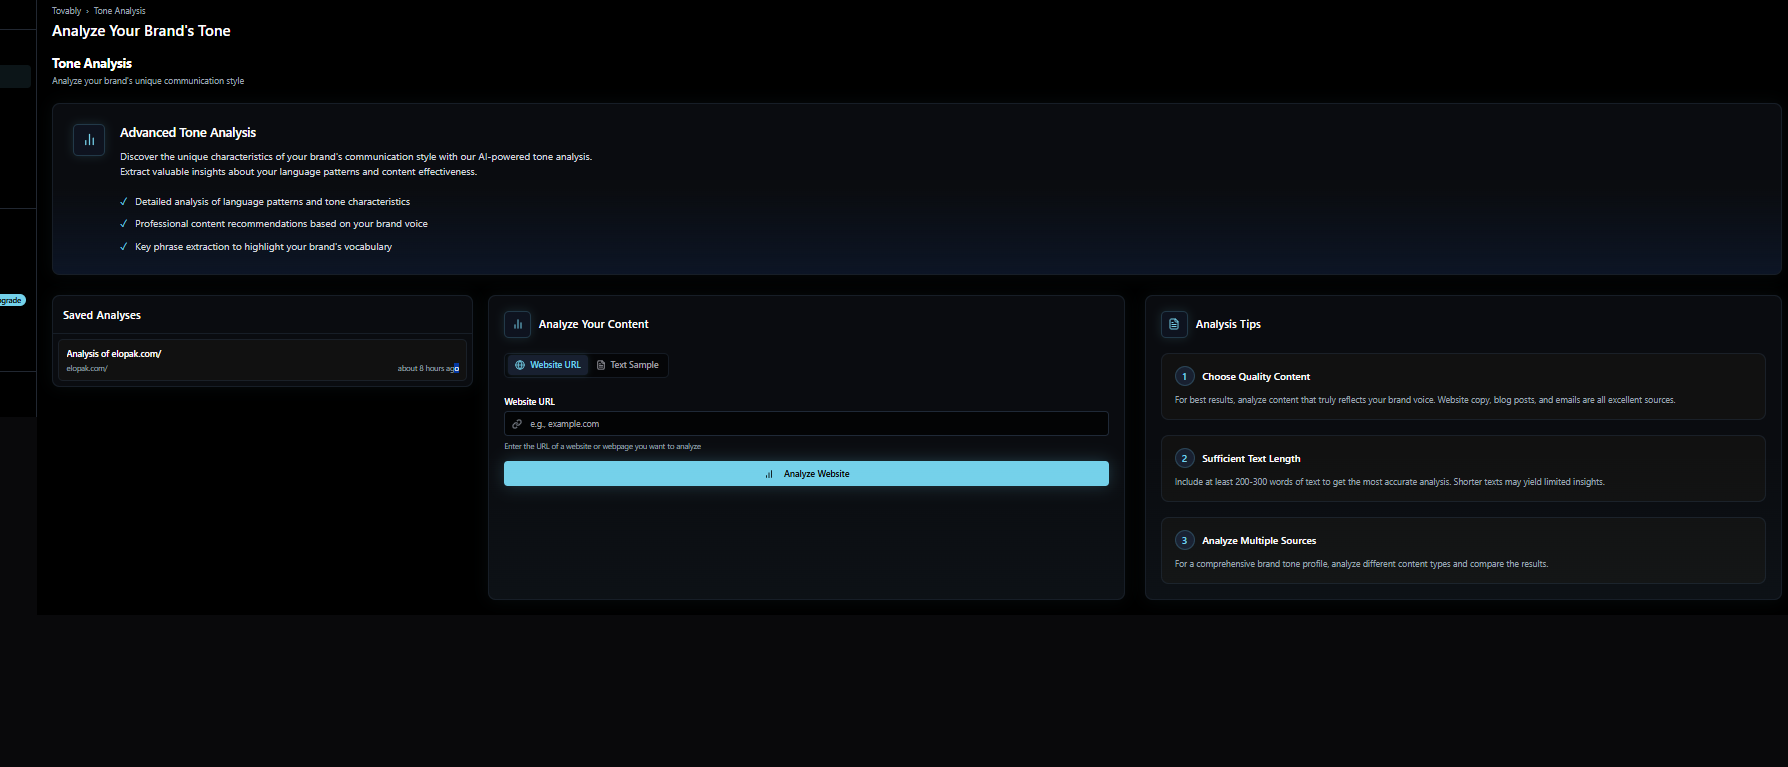 Tovably › Tone Analysis
Analyze Your Brand's Tone
Tone Analysis
Analyze your brand's unique communication style
Advanced Tone Analysis
Discover the unique characteristics of your brand's communication style with our AI-powered tone analysis.
Extract valuable insights about your language patterns and content effectiveness.
✓ Detailed analysis of language patterns and tone characteristics
✓ Professional content recommendations based on your brand voice
✓ Key phrase extraction to highlight your brand's vocabulary
grade
Saved Analyses
Analysis of elopak.com/
elopak.com/ about 8 hours ago
Analyze Your Content
Website URL Text Sample
Website URL
e.g., example.com
Enter the URL of a website or webpage you want to analyze
Analyze Website
Analysis Tips
1 Choose Quality Content
For best results, analyze content that truly reflects your brand voice. Website copy, blog posts, and emails are all excellent sources.
2 Sufficient Text Length
Include at least 200-300 words of text to get the most accurate analysis. Shorter texts may yield limited insights.
3 Analyze Multiple Sources
For a comprehensive brand tone profile, analyze different content types and compare the results.